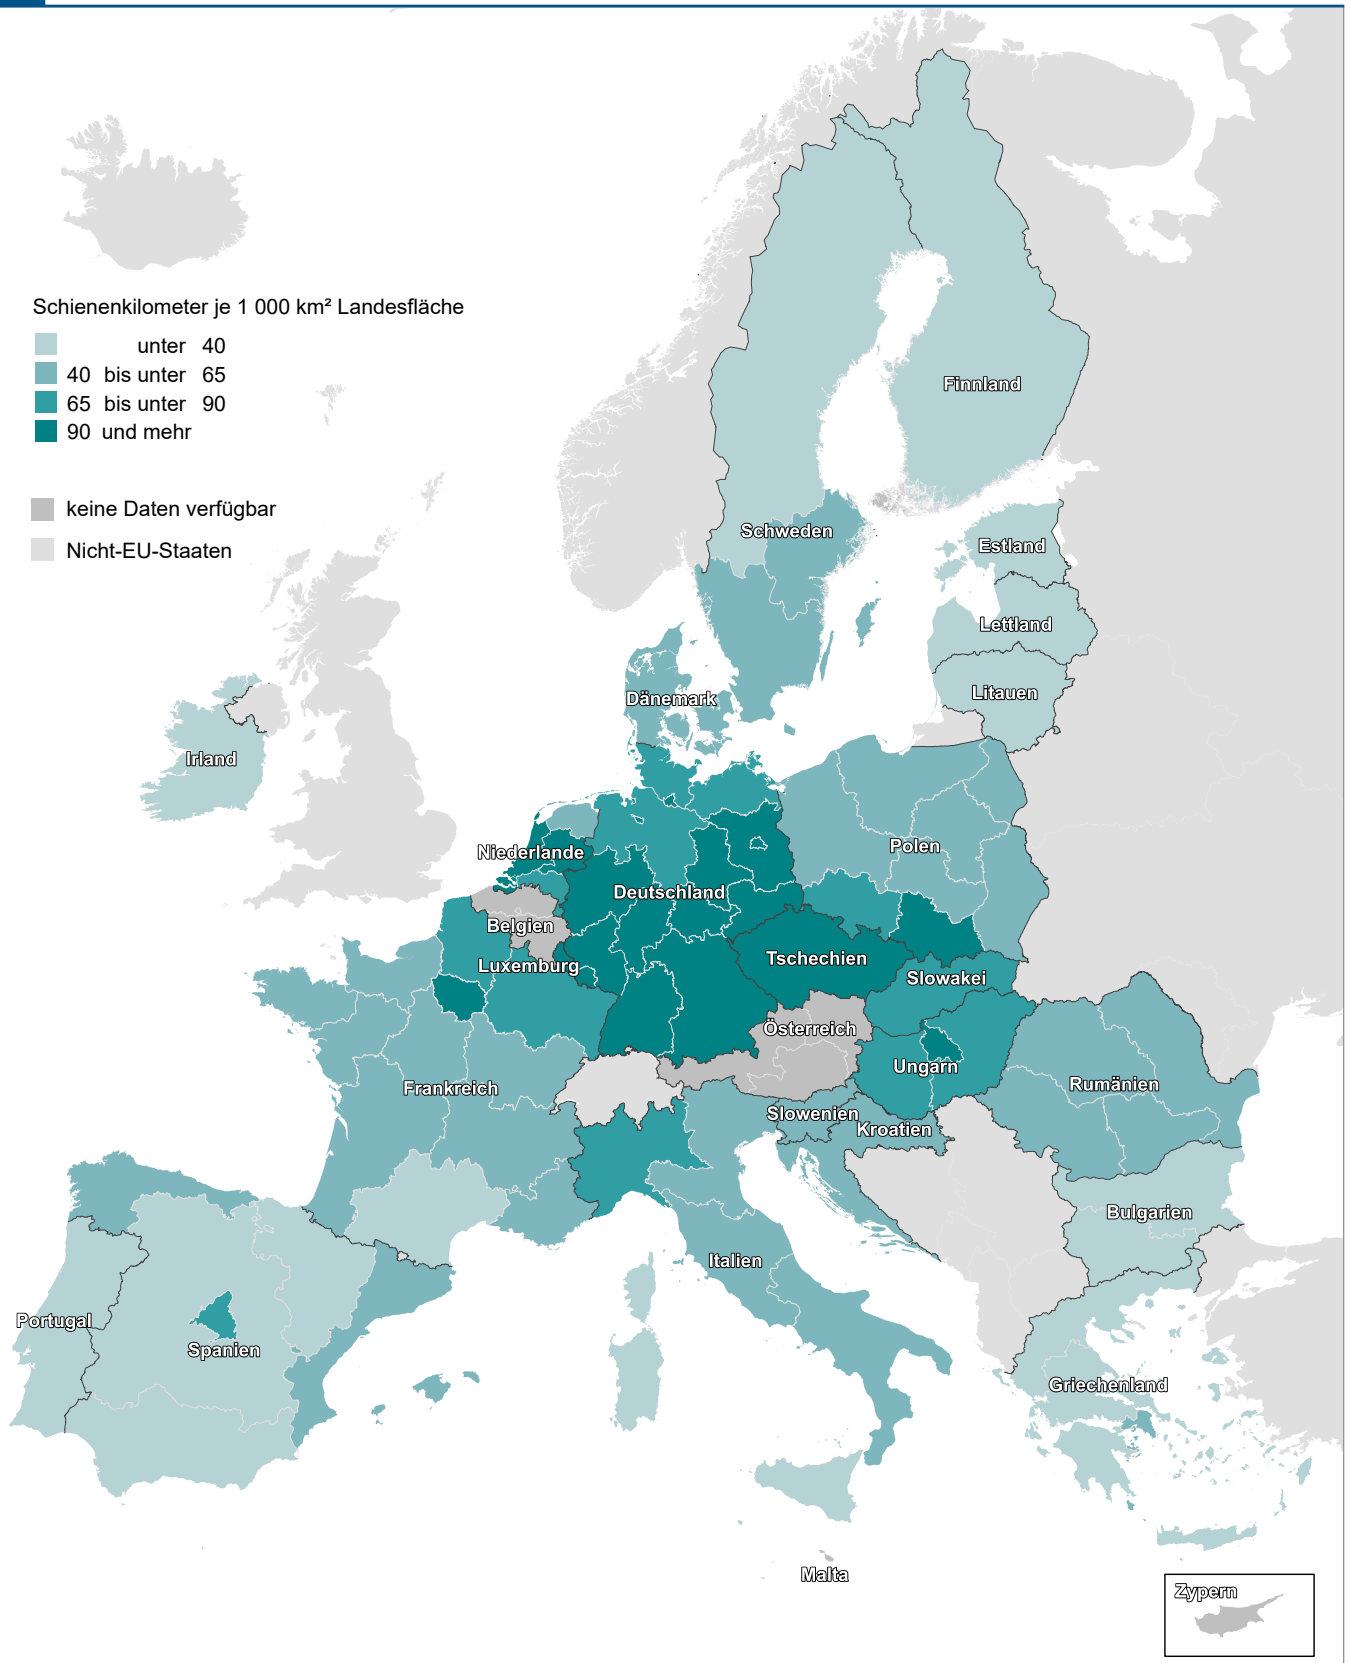 Schienenkilometer je 1 000 km² Landesfläche
unter 40
40 bis unter 65
65 bis unter 90
90 und mehr
keine Daten verfügbar
Nicht-EU-Staaten
Finnland
Schweden
Estland
Lettland
Litauen
Dänemark
Irland
Niederlande
Polen
Deutschland
Belgien
Tschechien
Luxemburg
Slowakei
Österreich
Ungarn
Frankreich
Rumänien
Slowenien
Kroatien
Bulgarien
Italien
Portugal
Spanien
Griechenland
Malta
Zypern